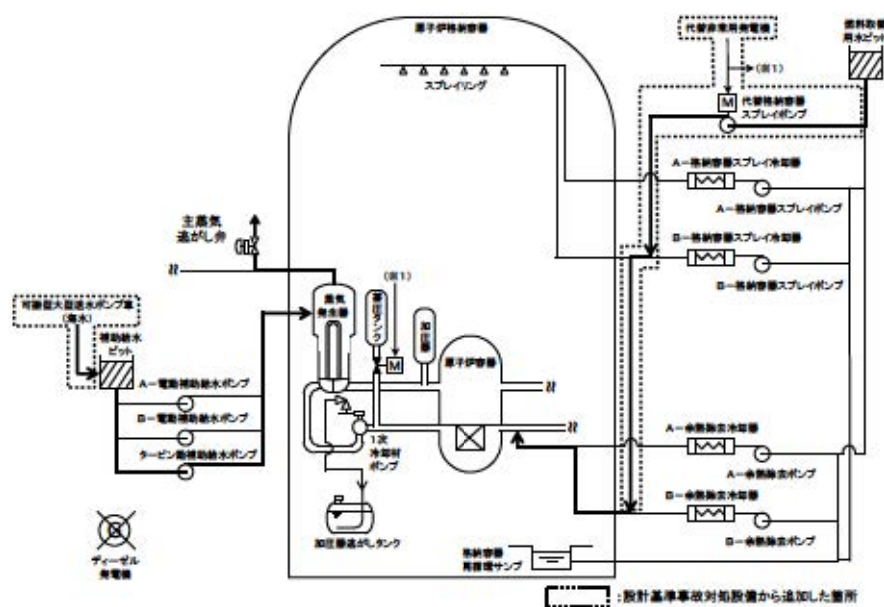 原子炉格納容器
スプレイリング
代替非常用発電機
(※1)
燃料取替
用水ピット
M
代替格納容器
スプレイポンプ
A-格納容器スプレイ冷却器
A-格納容器スプレイポンプ
B-格納容器スプレイ冷却器
B-格納容器スプレイポンプ
主蒸気
逃がし弁
可搬型大型送水ポンプ車
(海水)
補助給水
ピット
A-電動補助給水ポンプ
B-電動補助給水ポンプ
タービン動補助給水ポンプ
蒸気
発生器
蓄圧タンク
(※1)
M
加圧器
原子炉容器
1次
冷却材
ポンプ
加圧器逃がしタンク
A-余熱除去冷却器
A-余熱除去ポンプ
B-余熱除去冷却器
B-余熱除去ポンプ
格納容器
再循環サンプ
ディーゼル
発電機
:設計基準事故対処設備から追加した箇所